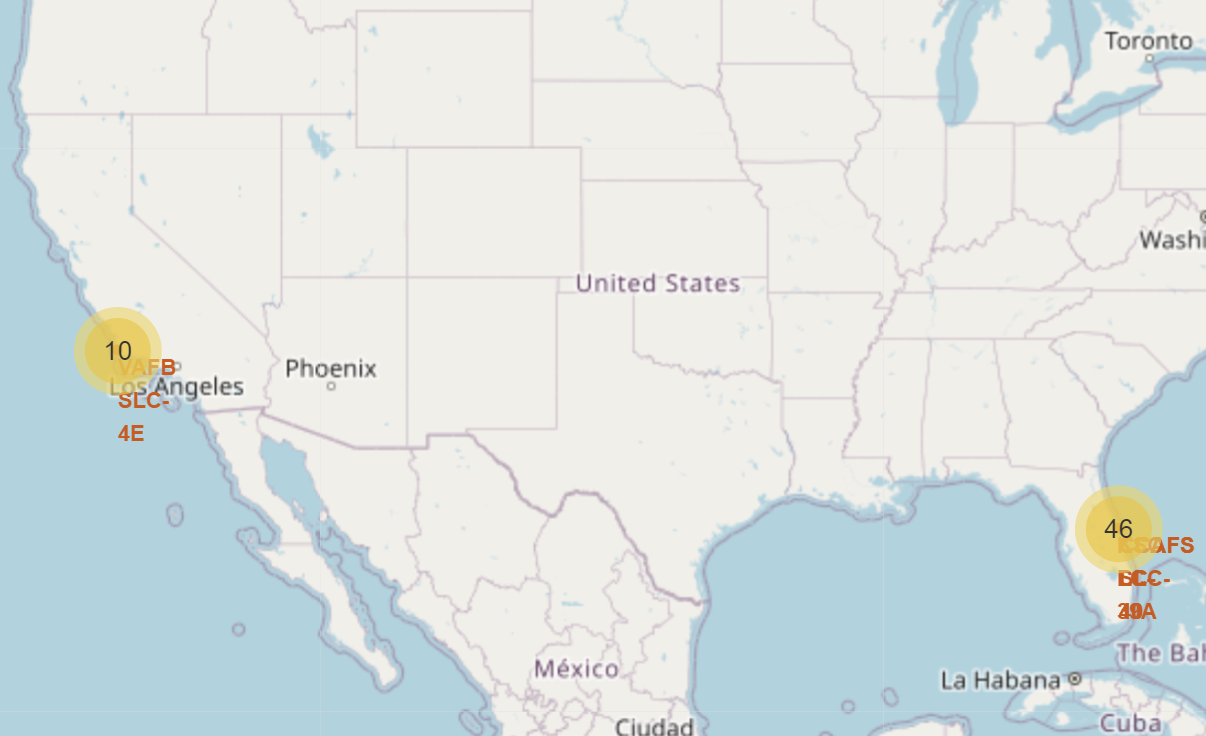 Toronto
Washi
United States
10
VAFB
Phoenix
Los Angeles
SLC-
4E
46
México
The Bah
La Habana
Cuba
Ciudad